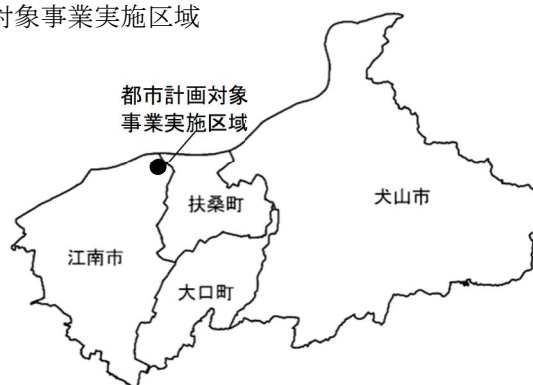 対象事業実施区域
都市計画対象
事業実施区域
犬山市
扶桑町
江南市
大口町